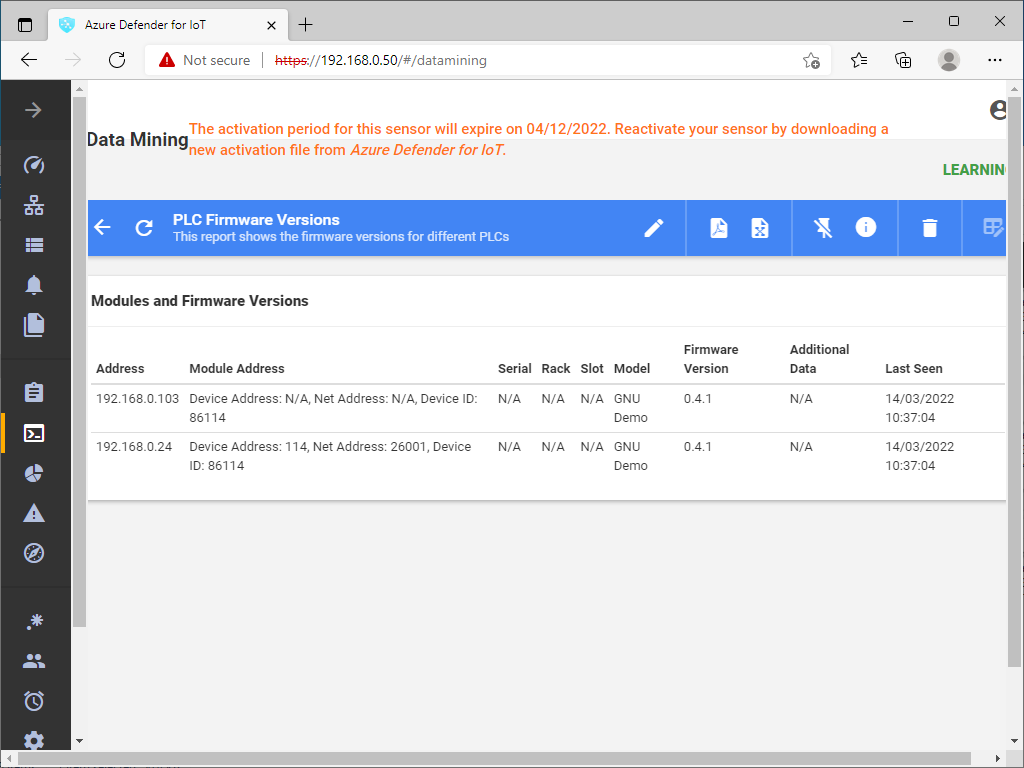 Azure Defender for IoT
Not secure
https://192.168.0.50/#/datamining
Data Mining
The activation period for this sensor will expire on 04/12/2022. Reactivate your sensor by downloading a
new activation file from Azure Defender for IoT.
LEARNIN
PLC Firmware Versions
This report shows the firmware versions for different PLCs
Modules and Firmware Versions
Address Module Address Serial Rack Slot Model Firmware Version Additional Data Last Seen
192.168.0.103 Device Address: N/A, Net Address: N/A, Device ID: N/A N/A N/A GNU 0.4.1 N/A 14/03/2022
86114 Demo 10:37:04
192.168.0.24 Device Address: 114, Net Address: 26001, Device N/A N/A N/A GNU 0.4.1 N/A 14/03/2022
ID: 86114 Demo 10:37:04